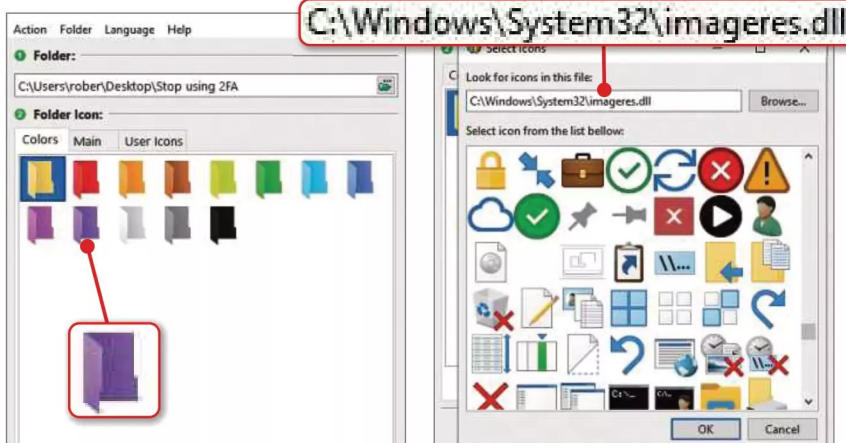 Action Folder Language Help
1 Folder:
C:\Users\rober\Desktop\Stop using 2FA
2 Folder Icon:
Colors Main User Icons
C:\Windows\System32\imageres.dll
Select Icons
Look for icons in this file:
C:\Windows\System32\imageres.dll
Browse...
Select icon from the list bellow:
\\...
C:\_
OK
Cancel